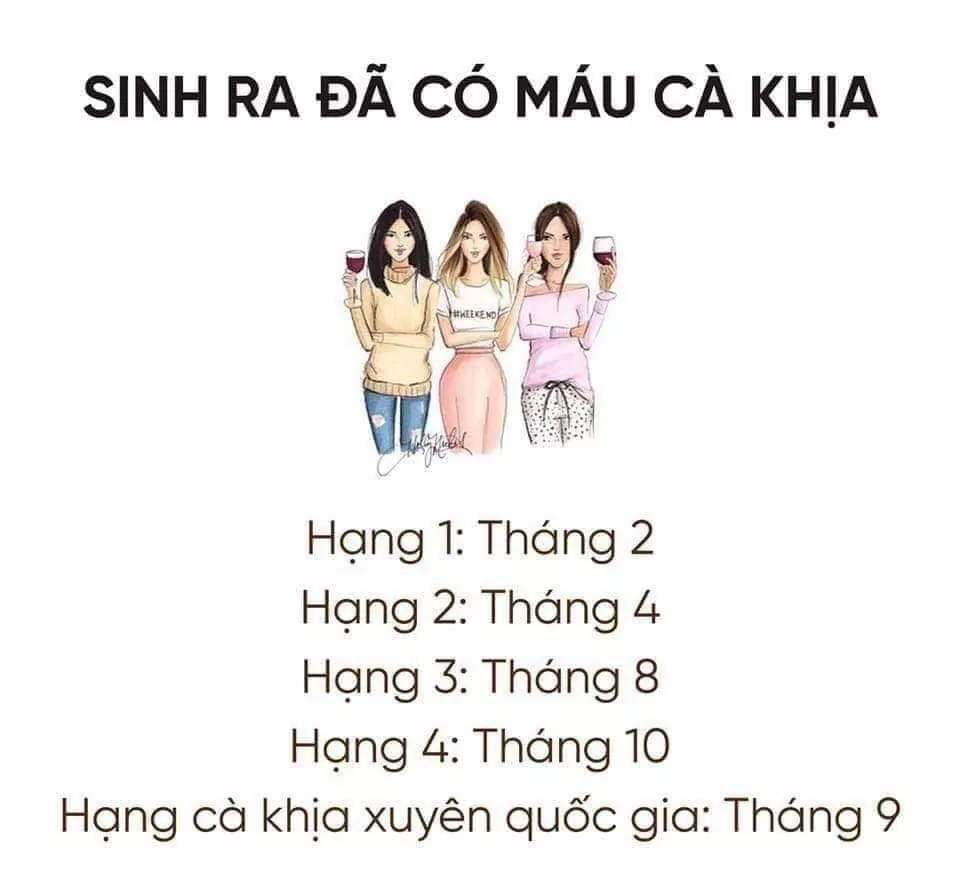 SINH RA ĐÃ CÓ MÁU CÀ KHỊA
#WEEKEND
Hạng 1: Tháng 2
Hạng 2: Tháng 4
Hạng 3: Tháng 8
Hạng 4: Tháng 10
Hạng cà khịa xuyên quốc gia: Tháng 9